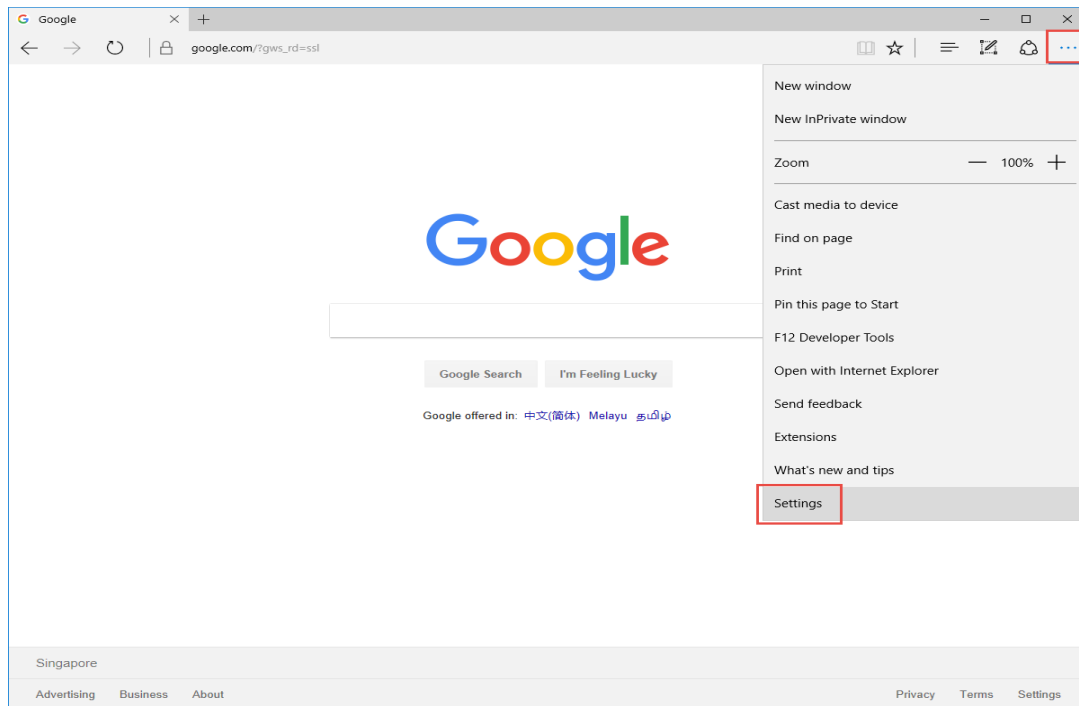 Google
google.com/?gws_rd=ssl
New window
New InPrivate window
Zoom 100%
Cast media to device
Find on page
Print
Pin this page to Start
F12 Developer Tools
Open with Internet Explorer
Send feedback
Extensions
What's new and tips
Settings
Google
Google Search I'm Feeling Lucky
Google offered in: 中文(简体) Melayu தமிழ்
Singapore
Advertising Business About Privacy Terms Settings